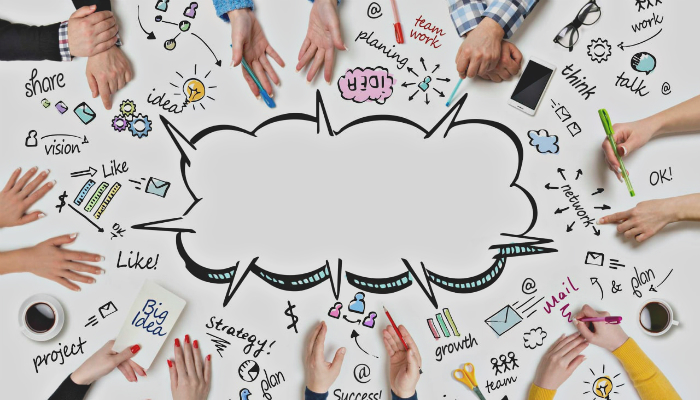 @
team
work
work
planing
IDEA
share
idea
think
talk
@
vision
Like
$
OK
OK!
network
Like!
Big
Idea
@
mail
&
plan
project
Strategy!
$
plan
growth
@
team
Success!